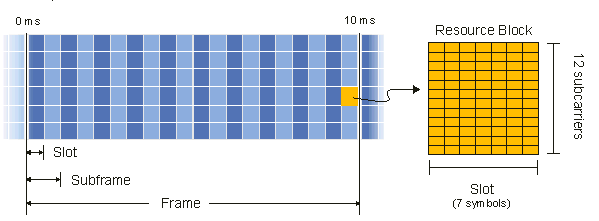 0 ms
10 ms
Resource Block
12 subcarriers
Slot
Subframe
Frame
Slot
(7 symbols)